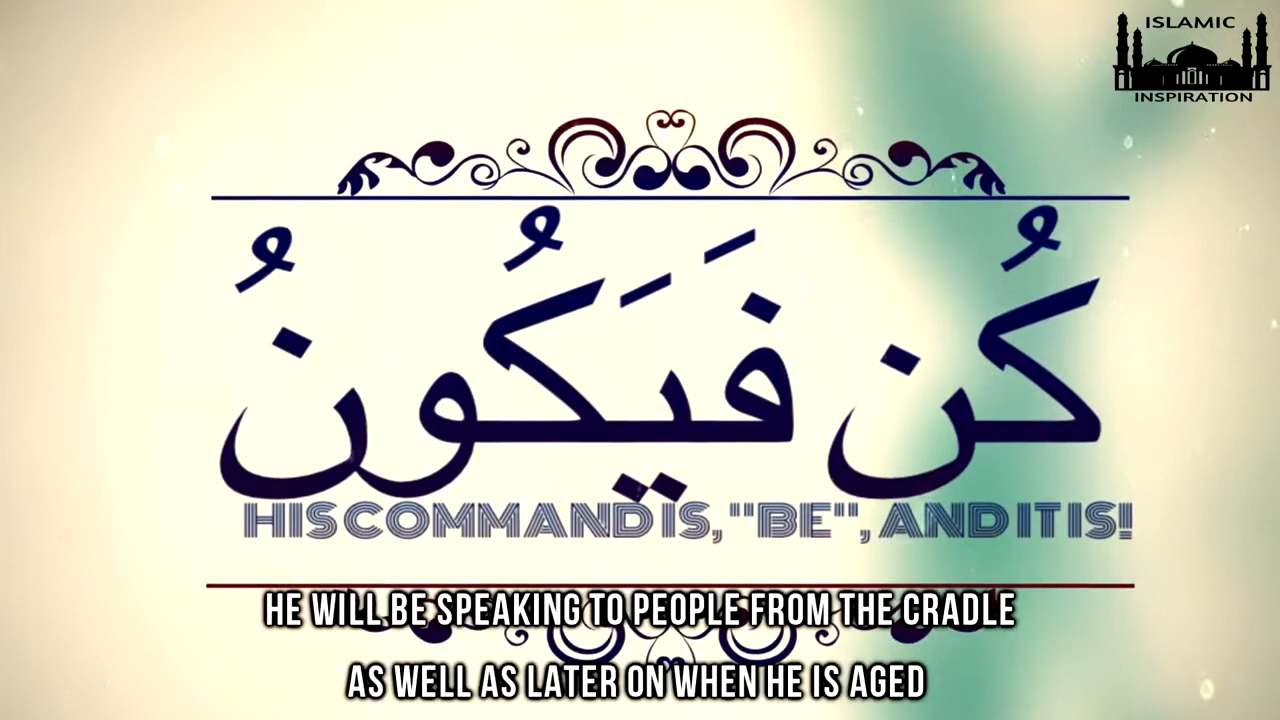 ISLAMIC
INSPIRATION
كُن فَيَكُونُ
HIS COMMAND IS, "BE", AND IT IS!
HE WILL BE SPEAKING TO PEOPLE FROM THE CRADLE
AS WELL AS LATER ON WHEN HE IS AGED